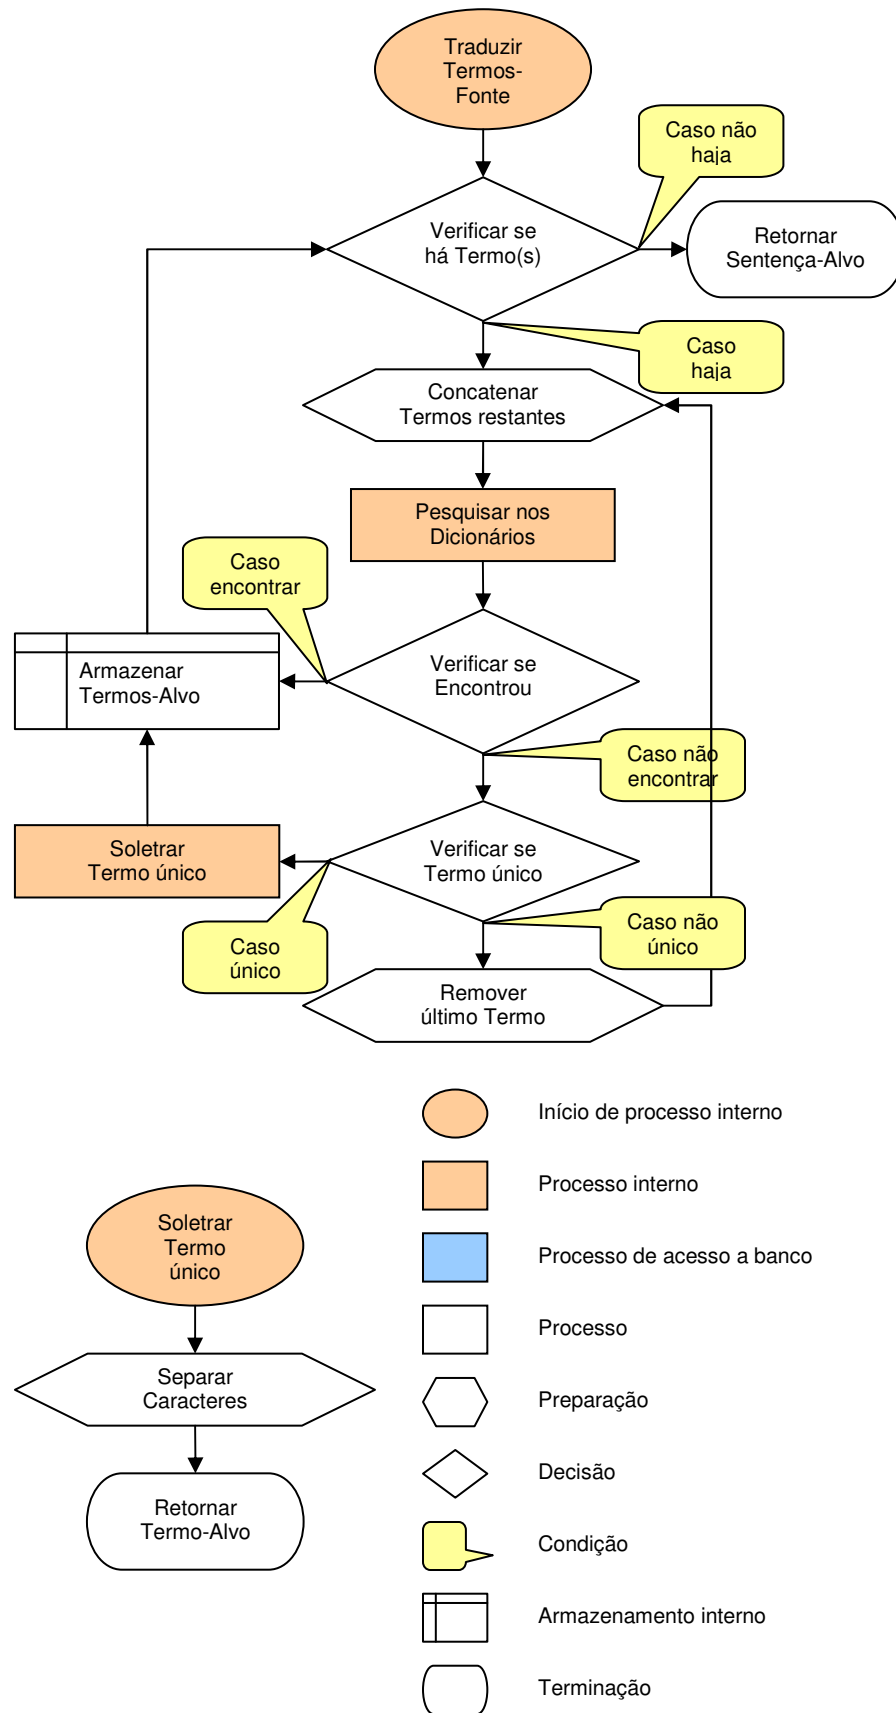 Traduzir
Termos-
Fonte
Caso não
haja
Verificar se
há Termo(s)
Retornar
Sentença-Alvo
Caso
haja
Concatenar
Termos restantes
Pesquisar nos
Dicionários
Caso
encontrar
Verificar se
Encontrou
Armazenar
Termos-Alvo
Caso não
encontrar
Verificar se
Termo único
Soletrar
Termo único
Caso
único
Caso não
único
Remover
último Termo
Início de processo interno
Processo interno
Soletrar
Termo
único
Processo de acesso a banco
Processo
Separar
Caracteres
Preparação
Decisão
Retornar
Termo-Alvo
Condição
Armazenamento interno
Terminação